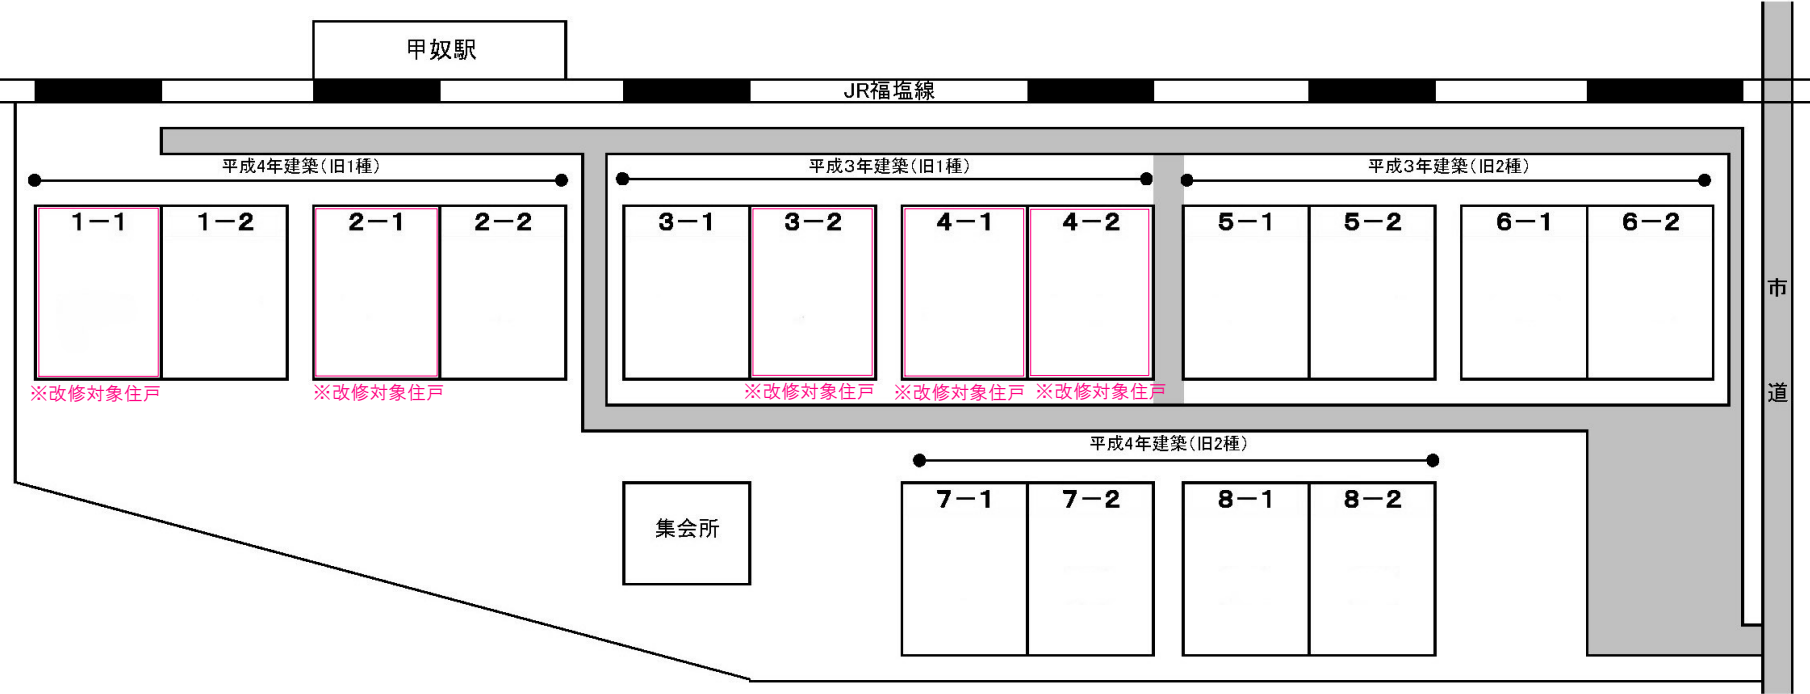 甲奴駅
JR福塩線
平成4年建築(旧1種)
平成3年建築(旧1種)
平成3年建築(旧2種)
1－1
1－2
2－1
2－2
3－1
3－2
4－1
4－2
5－1
5－2
6－1
6－2
市道
※改修対象住戸
※改修対象住戸
※改修対象住戸
※改修対象住戸
※改修対象住戸
平成4年建築(旧2種)
7－1
7－2
8－1
8－2
集会所